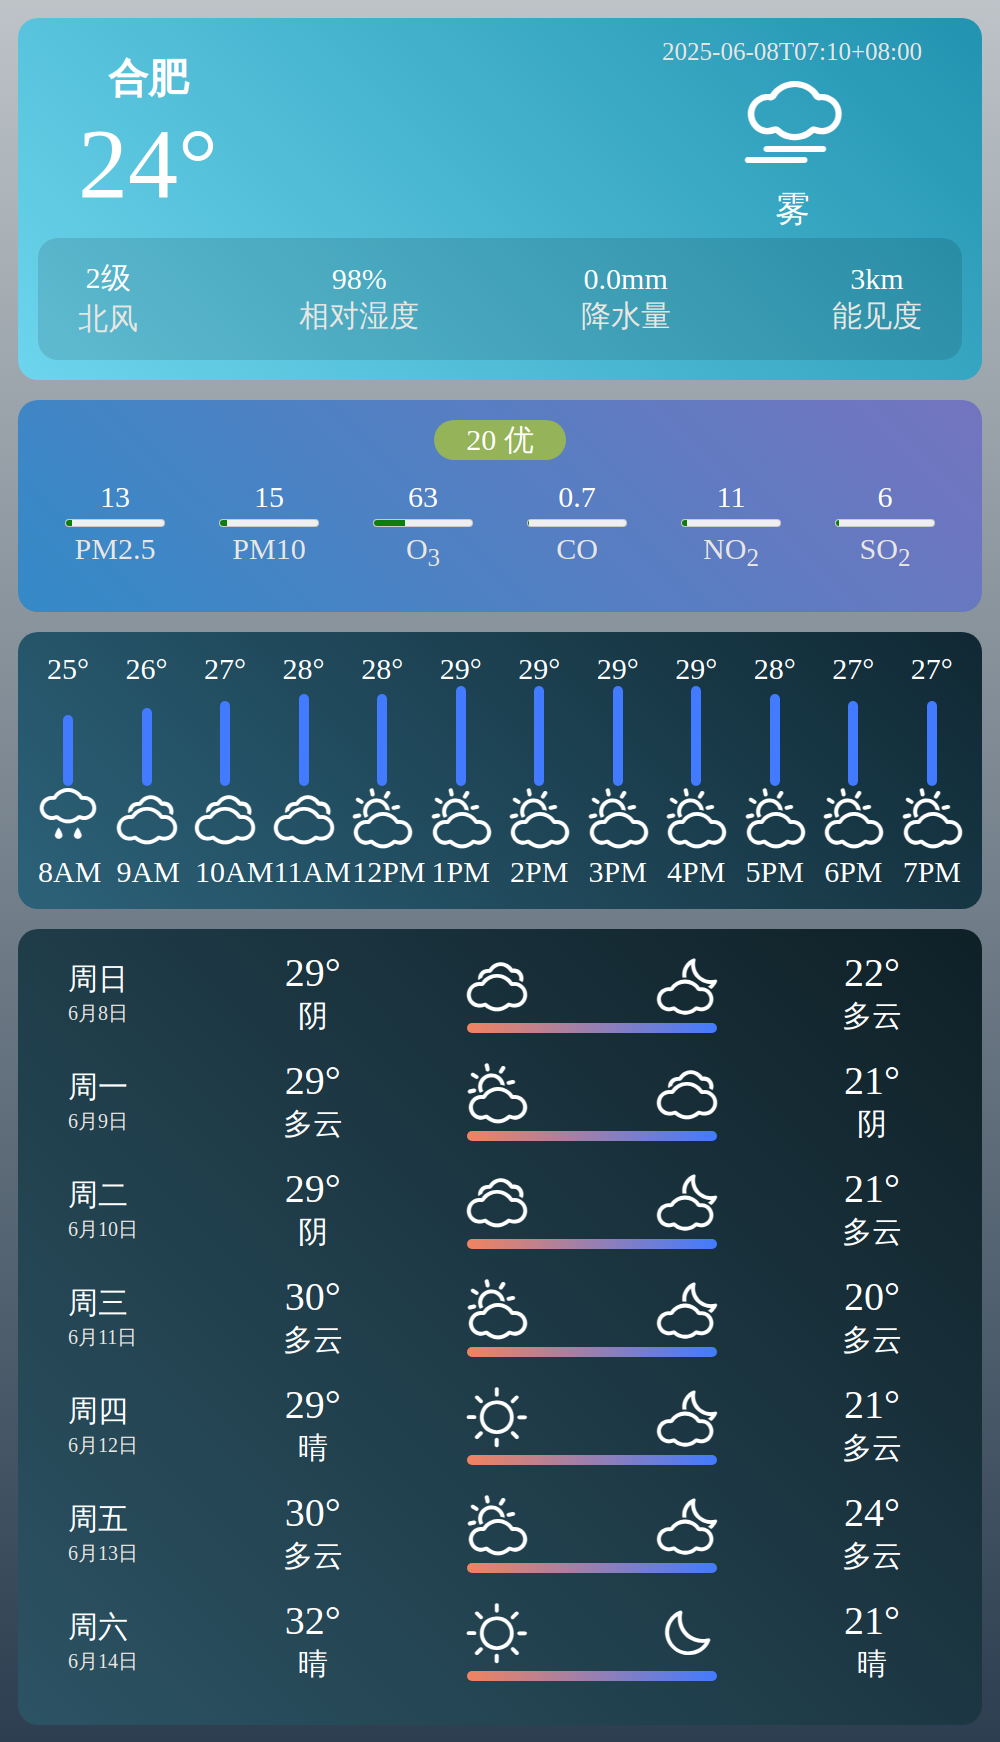 合肥
24°
2025-06-08T07:10+08:00
雾
2级 98% 0.0mm 3km
北风 相对湿度 降水量 能见度
20 优
13 15 63 0.7 11 6
PM2.5 PM10 O3 CO NO2 SO2
25° 26° 27° 28° 28° 29° 29° 29° 29° 28° 27° 27°
8AM 9AM 10AM 11AM 12PM 1PM 2PM 3PM 4PM 5PM 6PM 7PM
周日 29° 22°
6月8日 阴 多云
周一 29° 21°
6月9日 多云 阴
周二 29° 21°
6月10日 阴 多云
周三 30° 20°
6月11日 多云 多云
周四 29° 21°
6月12日 晴 多云
周五 30° 24°
6月13日 多云 多云
周六 32° 21°
6月14日 晴 晴